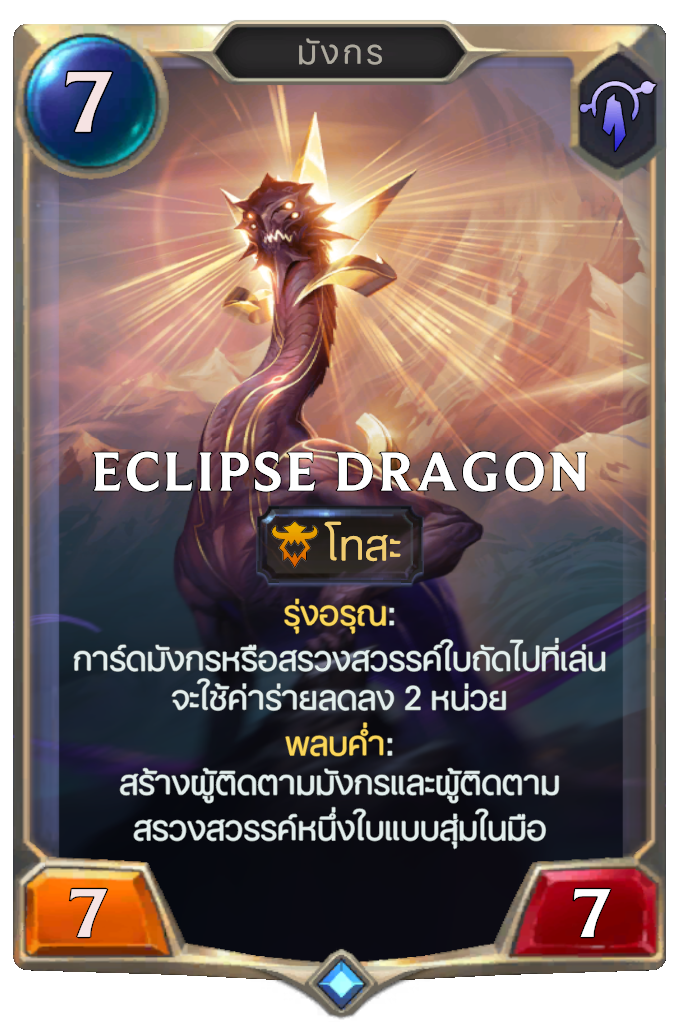 มังกร
7
ECLIPSE DRAGON
โทสะ
รุ่งอรุณ:
การ์ดมังกรหรือสรวงสวรรค์ใบถัดไปที่เล่น
จะใช้ค่าร่ายลดลง 2 หน่วย
พลบค่ำ:
สร้างผู้ติดตามมังกรและผู้ติดตาม
สรวงสวรรค์หนึ่งใบแบบสุ่มในมือ
7
7